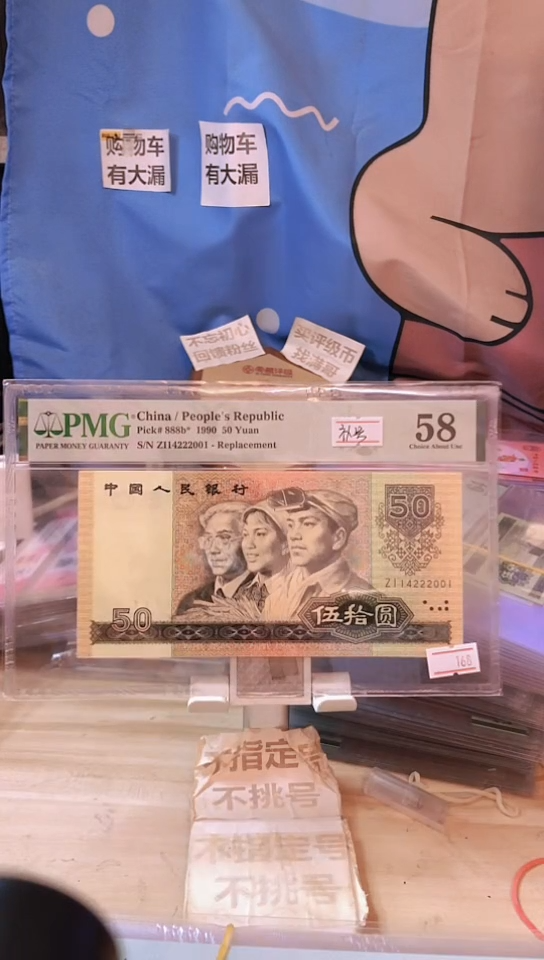 购物车
有大漏
购物车
有大漏
不忘初心
回馈粉丝
买评级币
找潇哥
PMG
PAPER MONEY GUARANTY
China / People's Republic
Pick# 888b* 1990 50 Yuan
S/N ZI14222001 - Replacement
补号
58
Choice About Unc
中国人民银行
50
ZI14222001
50
伍拾圆
160
不指定号
不挑号
不指定号
不挑号